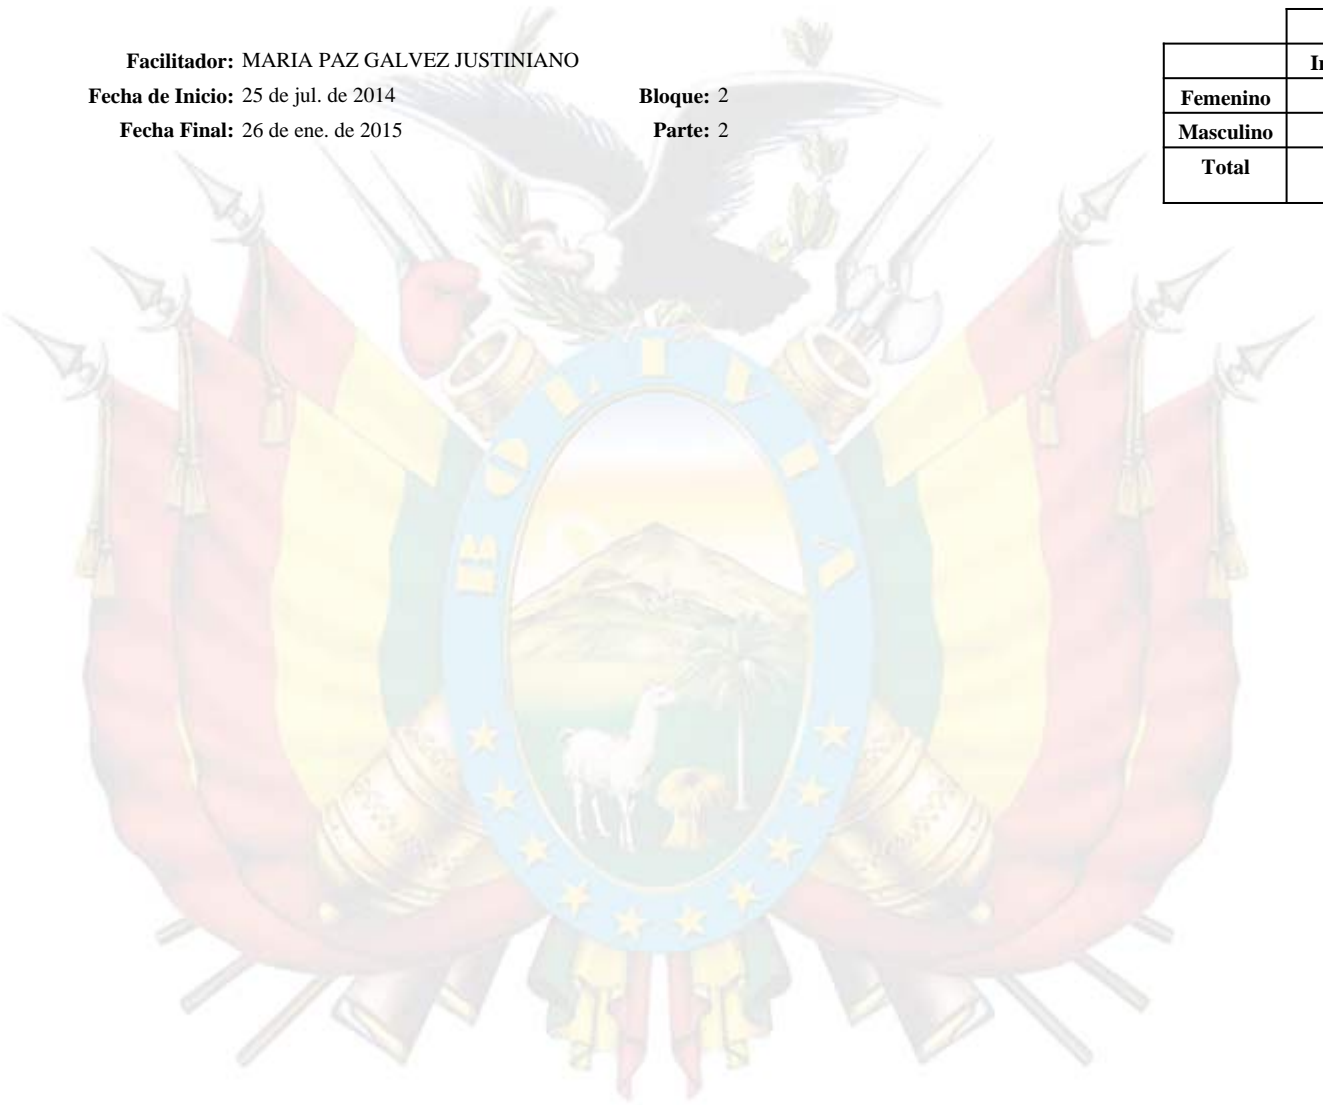 Facilitador: MARIA PAZ GALVEZ JUSTINIANO
Fecha de Inicio: 25 de jul. de 2014 Bloque: 2
Fecha Final: 26 de ene. de 2015 Parte: 2
Femenino
Masculino
Total
BOLIVIA